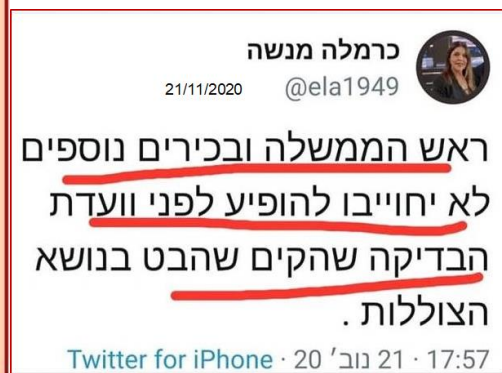 כרמלה מנשה
@ela1949
21/11/2020
ראש הממשלה ובכירים נוספים
לא יחוייבו להופיע לפני וועדת
הבדיקה שהקים שהבט בנושא
הצוללות .
17:57 · 21 נוב׳ 20 · Twitter for iPhone